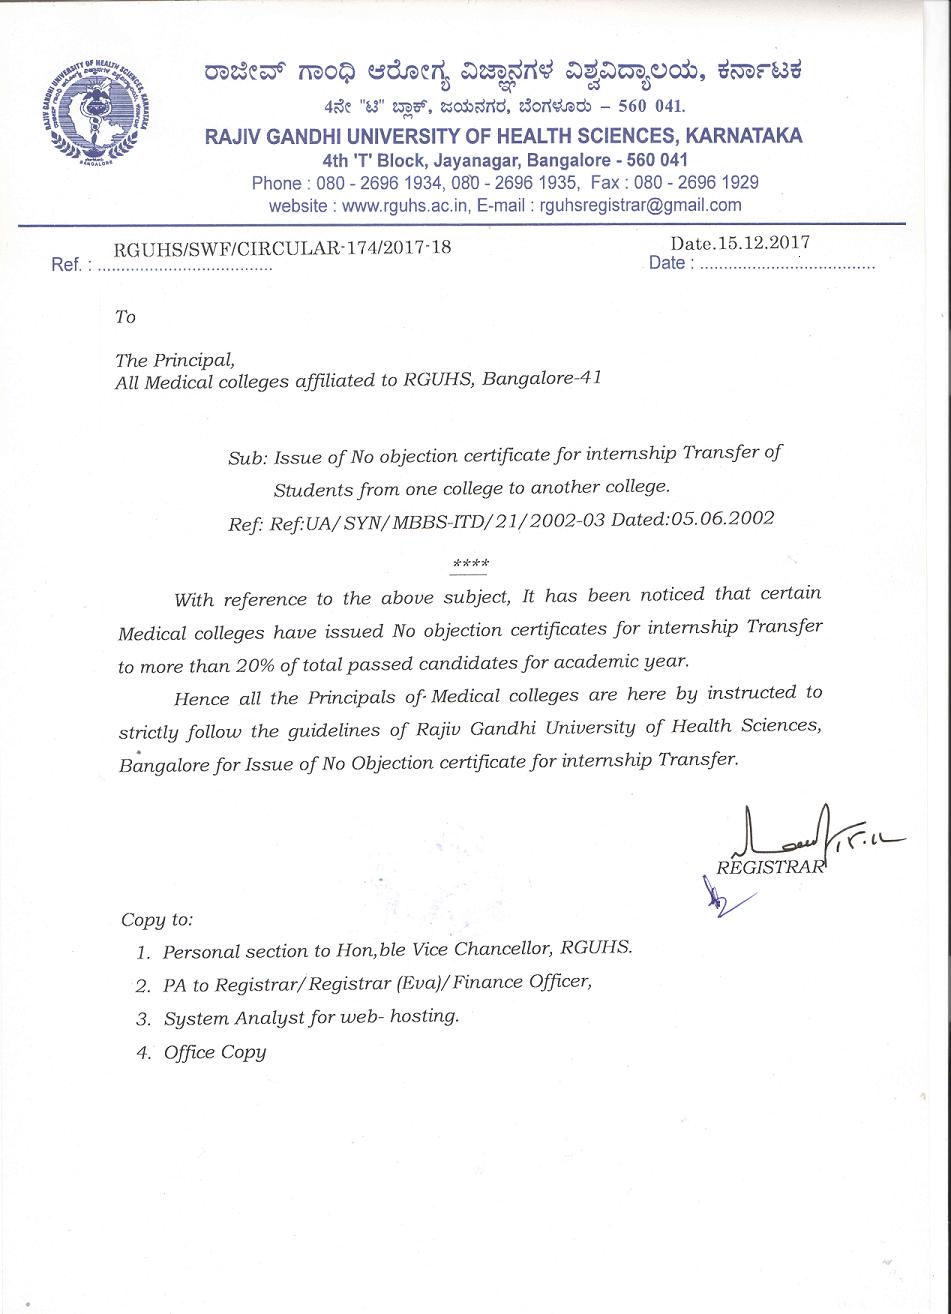 RAJIV GANDHI UNIVERSITY OF HEALTH SCIENCES, KARNATAKA
BANGALORE
ರಾಜೀವ್ ಗಾಂಧಿ ಆರೋಗ್ಯ ವಿಜ್ಞಾನಗಳ ವಿಶ್ವವಿದ್ಯಾಲಯ, ಕರ್ನಾಟಕ
4ನೇ "ಟಿ" ಬ್ಲಾಕ್, ಜಯನಗರ, ಬೆಂಗಳೂರು – 560 041.
RAJIV GANDHI UNIVERSITY OF HEALTH SCIENCES, KARNATAKA
4th 'T' Block, Jayanagar, Bangalore - 560 041
Phone : 080 - 2696 1934, 080 - 2696 1935, Fax : 080 - 2696 1929
website : www.rguhs.ac.in, E-mail : rguhsregistrar@gmail.com
RGUHS/SWF/CIRCULAR-174/2017-18 Date.15.12.2017
Ref. : .................................... Date : ....................................
To
The Principal,
All Medical colleges affiliated to RGUHS, Bangalore-41
Sub: Issue of No objection certificate for internship Transfer of
Students from one college to another college.
Ref: Ref:UA/SYN/MBBS-ITD/21/2002-03 Dated:05.06.2002
****
With reference to the above subject, It has been noticed that certain
Medical colleges have issued No objection certificates for internship Transfer
to more than 20% of total passed candidates for academic year.
Hence all the Principals of Medical colleges are here by instructed to
strictly follow the guidelines of Rajiv Gandhi University of Health Sciences,
Bangalore for Issue of No Objection certificate for internship Transfer.
REGISTRAR
Copy to:
1. Personal section to Hon,ble Vice Chancellor, RGUHS.
2. PA to Registrar/Registrar (Eva)/Finance Officer,
3. System Analyst for web- hosting.
4. Office Copy